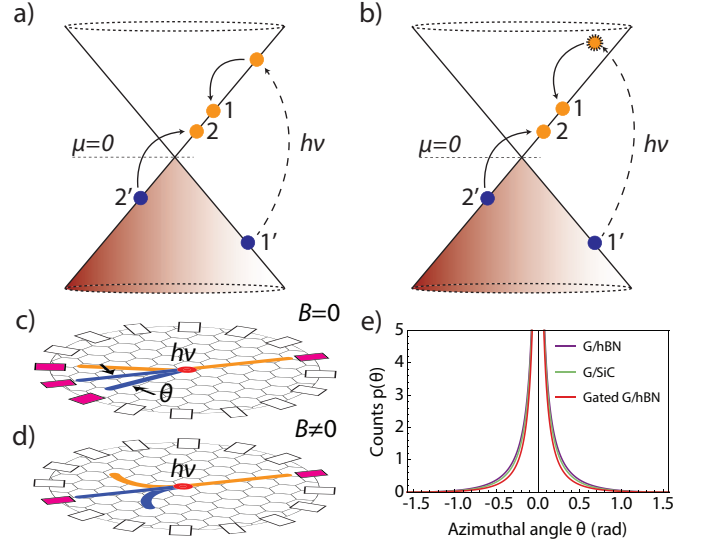 a)
b)
1
2
μ=0
hν
2'
1'
1
2
μ=0
hν
2'
1'
c)
B=0
hν
θ
d)
B≠0
hν
e)
5
4
3
2
1
0
Counts p(θ)
G/hBN
G/SiC
Gated G/hBN
-1.5 -1.0 -0.5 0.0 0.5 1.0 1.5
Azimuthal angle θ (rad)